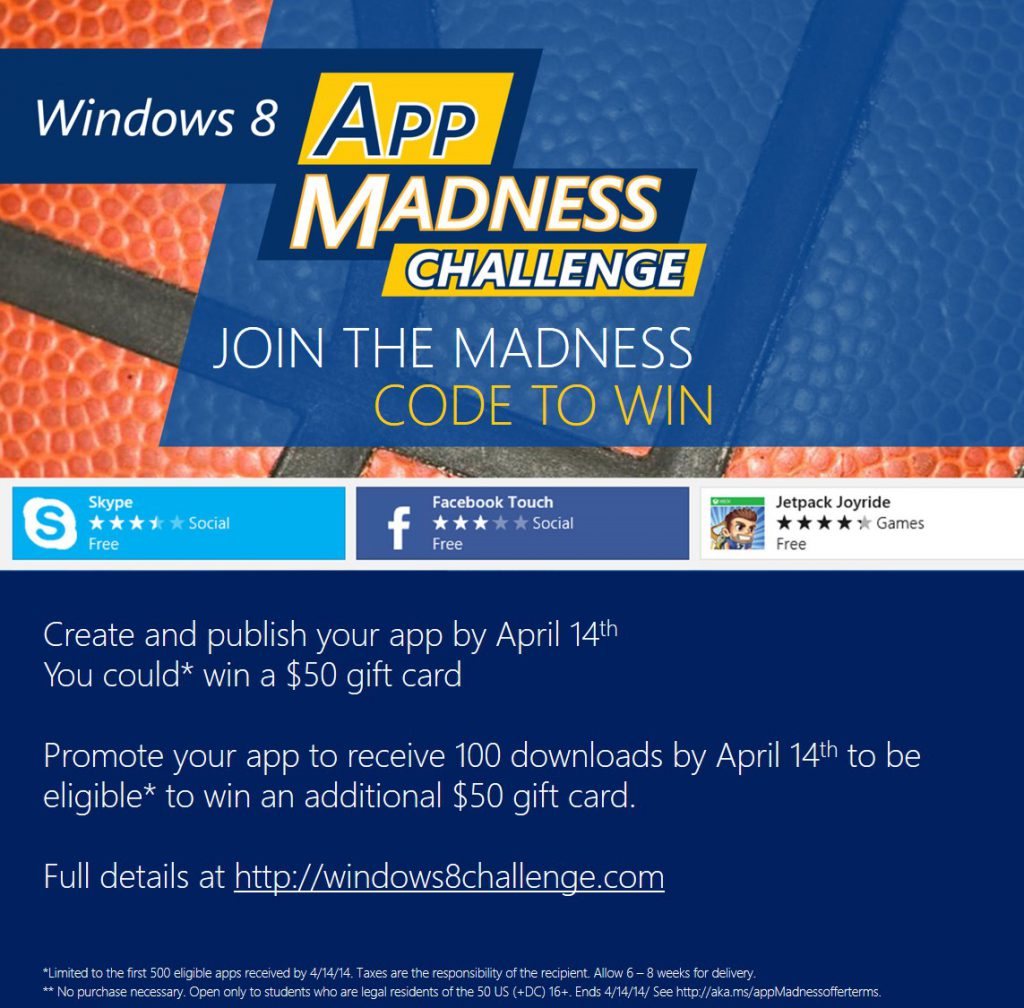 Windows 8 APP
MADNESS
CHALLENGE
JOIN THE MADNESS
CODE TO WIN
Skype
Social
Free
Facebook Touch
Social
Free
Jetpack Joyride
Games
Free
Create and publish your app by April 14th
You could* win a $50 gift card
Promote your app to receive 100 downloads by April 14th to be
eligible* to win an additional $50 gift card.
Full details at http://windows8challenge.com
*Limited to the first 500 eligible apps received by 4/14/14. Taxes are the responsibility of the recipient. Allow 6 – 8 weeks for delivery.
** No purchase necessary. Open only to students who are legal residents of the 50 US (+DC) 16+. Ends 4/14/14/ See http://aka.ms/appMadnessofferterms.